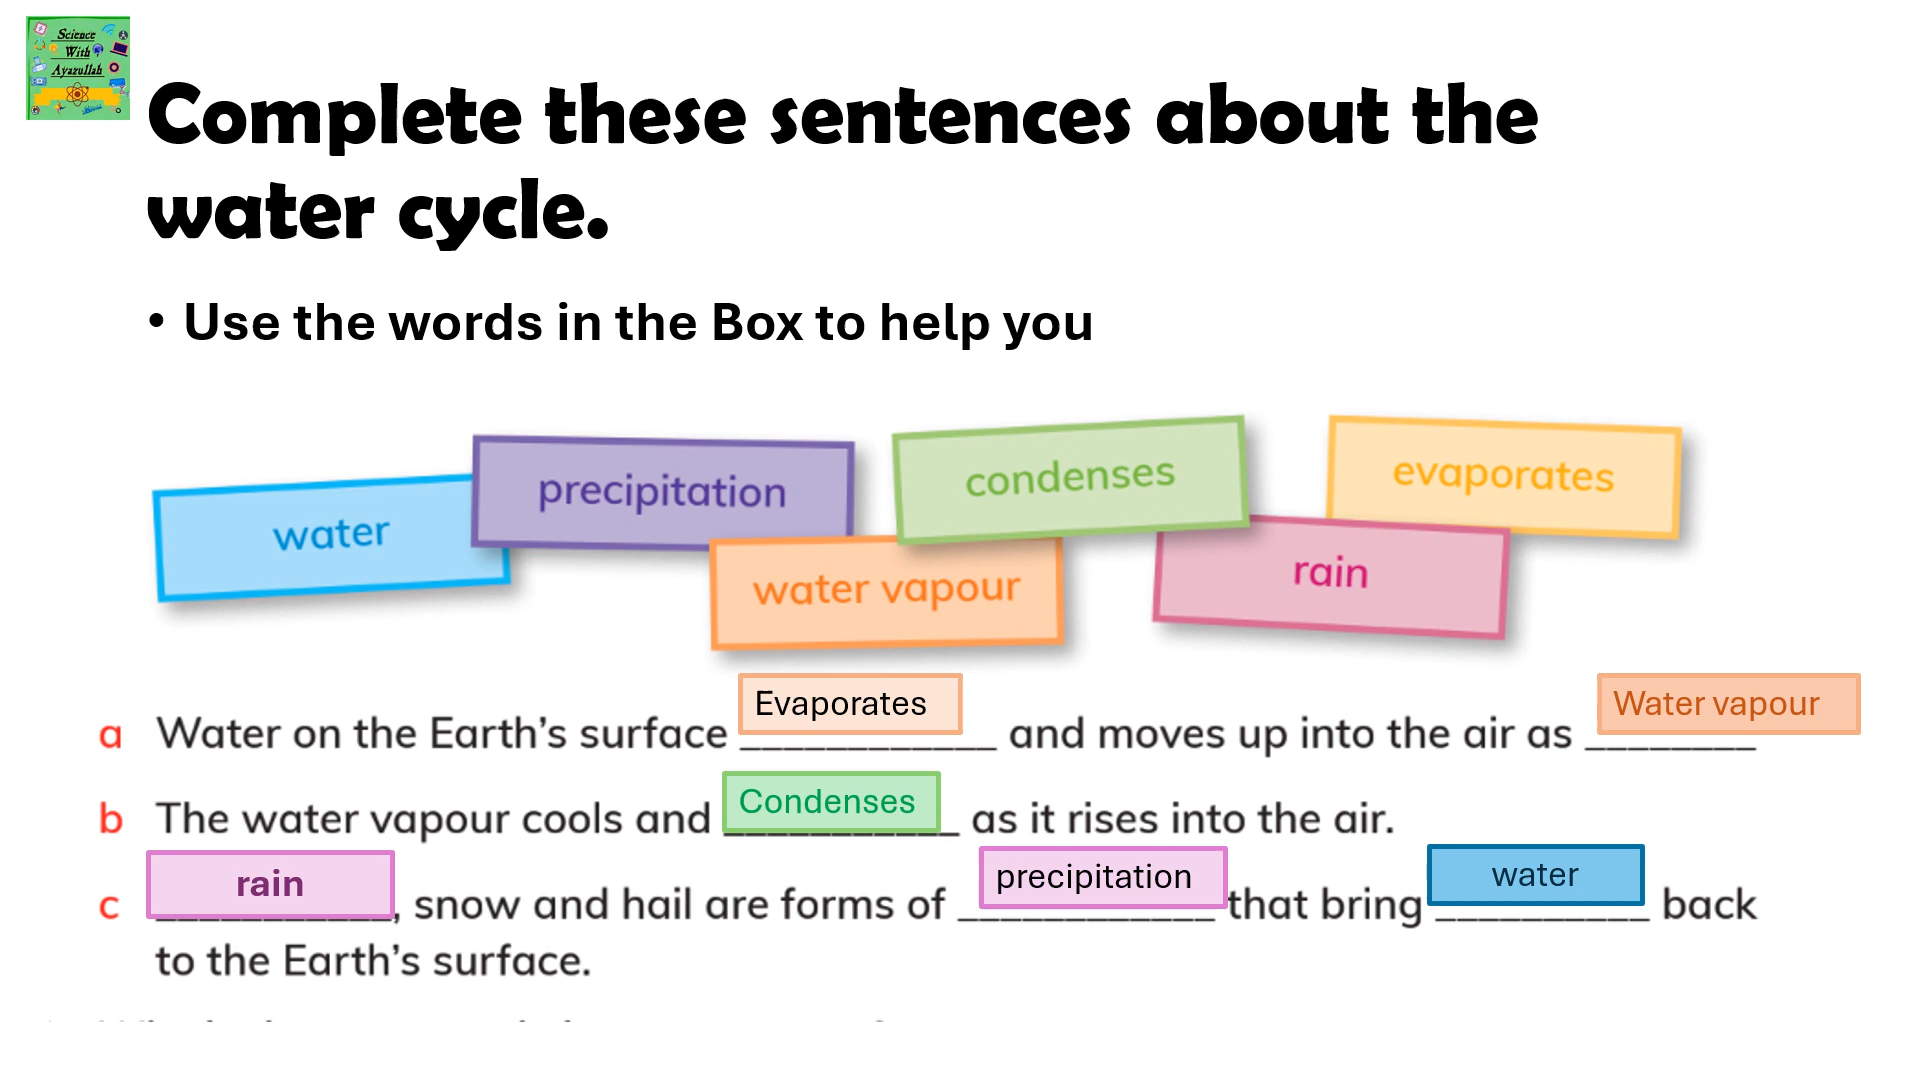 Science
With
Ayazullah
Complete these sentences about the
water cycle.
• Use the words in the Box to help you
water
precipitation
condenses
evaporates
water vapour
rain
a Water on the Earth's surface ____________ Evaporates and moves up into the air as ________ Water vapour
b The water vapour cools and ___________ Condenses as it rises into the air.
c ___________ rain, snow and hail are forms of ____________ precipitation that bring __________ water back
to the Earth's surface.